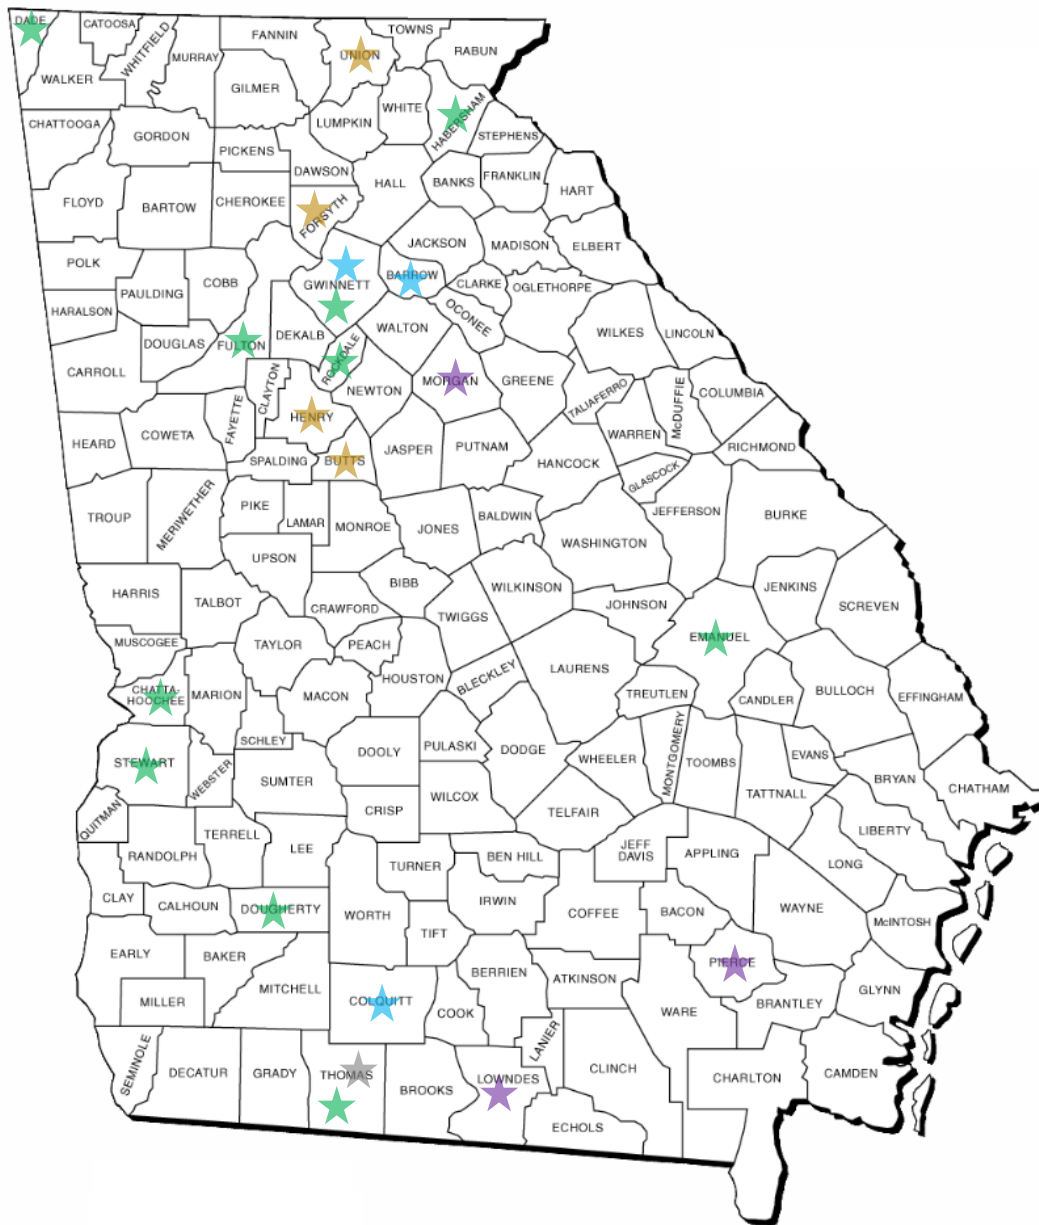 DADE
CATOOSA
WHITFIELD
MURRAY
FANNIN
UNION
TOWNS
RABUN
WALKER
GILMER
LUMPKIN
WHITE
HABERSHAM
STEPHENS
CHATTOOGA
GORDON
PICKENS
DAWSON
HALL
BANKS
FRANKLIN
HART
FLOYD
BARTOW
CHEROKEE
FORSYTH
JACKSON
MADISON
ELBERT
POLK
PAULDING
COBB
GWINNETT
BARROW
CLARKE
OGLETHORPE
OCONEE
HARALSON
DOUGLAS
FULTON
DEKALB
ROCKDALE
WALTON
WILKES
LINCOLN
CARROLL
CLAYTON
NEWTON
MORGAN
GREENE
TALIAFERRO
McDUFFIE
COLUMBIA
HEARD
COWETA
FAYETTE
HENRY
SPALDING
BUTTS
JASPER
PUTNAM
HANCOCK
WARREN
RICHMOND
GLASCOCK
TROUP
MERIWETHER
PIKE
LAMAR
MONROE
JONES
BALDWIN
WASHINGTON
JEFFERSON
BURKE
UPSON
HARRIS
TALBOT
CRAWFORD
BIBB
TWIGGS
WILKINSON
JOHNSON
JENKINS
SCREVEN
MUSCOGEE
TAYLOR
PEACH
HOUSTON
BLECKLEY
LAURENS
EMANUEL
CHATTA-
HOOCHEE
MARION
MACON
TREUTLEN
CANDLER
BULLOCH
EFFINGHAM
STEWART
WEBSTER
SCHLEY
SUMTER
DOOLY
PULASKI
DODGE
WHEELER
MONTGOMERY
TOOMBS
EVANS
TATTNALL
BRYAN
CHATHAM
QUITMAN
TERRELL
LEE
CRISP
WILCOX
TELFAIR
LIBERTY
RANDOLPH
TURNER
BEN HILL
JEFF
DAVIS
APPLING
LONG
CLAY
CALHOUN
DOUGHERTY
WORTH
TIFT
IRWIN
COFFEE
BACON
WAYNE
McINTOSH
EARLY
BAKER
MITCHELL
MILLER
COLQUITT
BERRIEN
COOK
ATKINSON
PIERCE
WARE
BRANTLEY
GLYNN
SEMINOLE
DECATUR
GRADY
THOMAS
BROOKS
LOWNDES
LANIER
CLINCH
ECHOLS
CHARLTON
CAMDEN